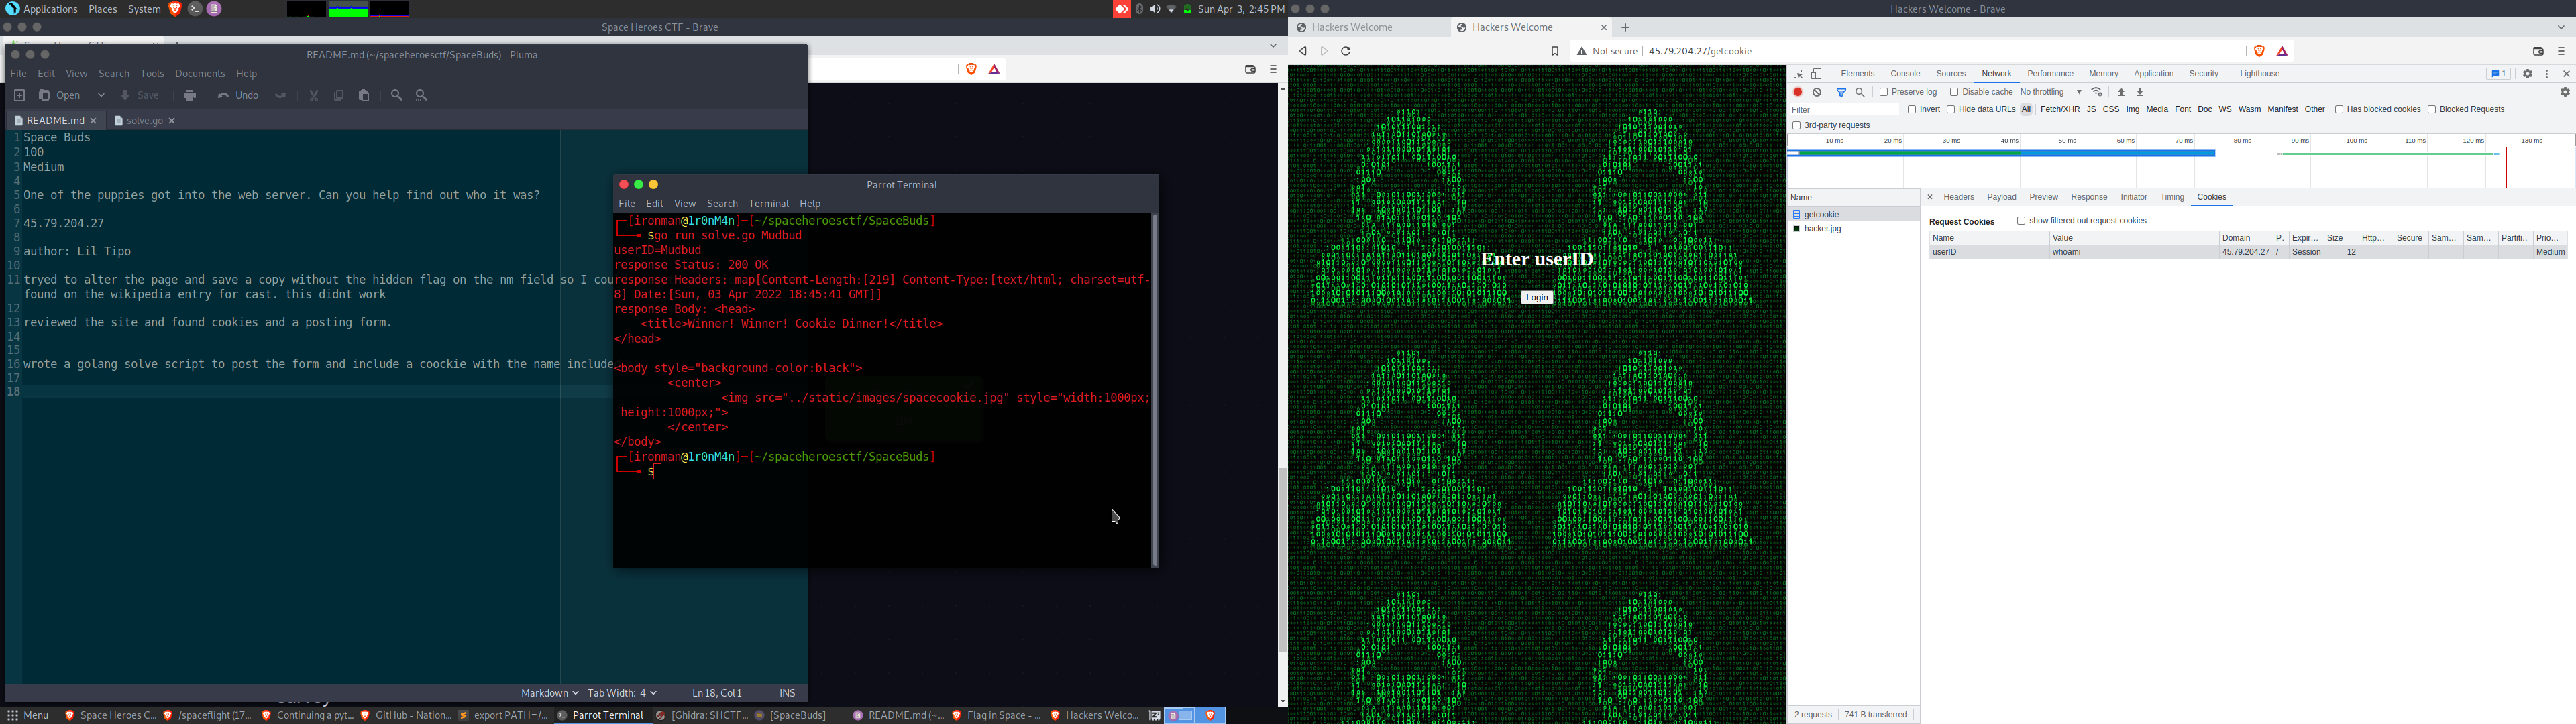 Applications Places System
Sun Apr 3, 2:45 PM
Space Heroes CTF - Brave
README.md (~/spaceheroesctf/SpaceBuds) - Pluma
File Edit View Search Tools Documents Help
Open Save Undo
README.md solve.go
1 Space Buds
2 100
3 Medium
4
5 One of the puppies got into the web server. Can you help find out who it was?
6
7 45.79.204.27
8
9 author: Lil Tipo
10
11 tryed to alter the page and save a copy without the hidden flag on the nm field so I cou
found on the wikipedia entry for cast. this didnt work
12
13 reviewed the site and found cookies and a posting form.
14
15
16 wrote a golang solve script to post the form and include a coockie with the name include
17
18
Markdown Tab Width: 4 Ln 18, Col 1 INS
Parrot Terminal
File Edit View Search Terminal Help
┌─[ironman@1r0nM4n]─[~/spaceheroesctf/SpaceBuds]
└──╼ $go run solve.go Mudbud
userID=Mudbud
response Status: 200 OK
response Headers: map[Content-Length:[219] Content-Type:[text/html; charset=utf-
8] Date:[Sun, 03 Apr 2022 18:45:41 GMT]]
response Body: <head>
<title>Winner! Winner! Cookie Dinner!</title>
</head>
<body style="background-color:black">
<center>
<img src="../static/images/spacecookie.jpg" style="width:1000px;
height:1000px;">
</center>
</body>
┌─[ironman@1r0nM4n]─[~/spaceheroesctf/SpaceBuds]
└──╼ $
Menu Space Heroes C... /spaceflight (17... Continuing a pyt... GitHub - Nation... export PATH=/... Parrot Terminal [Ghidra: SHCTF... [SpaceBuds] README.md (~... Flag in Space - ... Hackers Welco...
Hackers Welcome - Brave
Hackers Welcome Hackers Welcome
Not secure 45.79.204.27/getcookie
Enter userID
Login
Elements Console Sources Network Performance Memory Application Security Lighthouse 1
Preserve log Disable cache No throttling
Filter Invert Hide data URLs All Fetch/XHR JS CSS Img Media Font Doc WS Wasm Manifest Other Has blocked cookies Blocked Requests
3rd-party requests
10 ms 20 ms 30 ms 40 ms 50 ms 60 ms 70 ms 80 ms 90 ms 100 ms 110 ms 120 ms 130 ms
Name
getcookie
hacker.jpg
Headers Payload Preview Response Initiator Timing Cookies
Request Cookies show filtered out request cookies
Name Value Domain P. Expir... Size Http... Secure Sam... Sam... Partiti.. Prio...
userID whoami 45.79.204.27 / Session 12 Medium
2 requests 741 B transferred